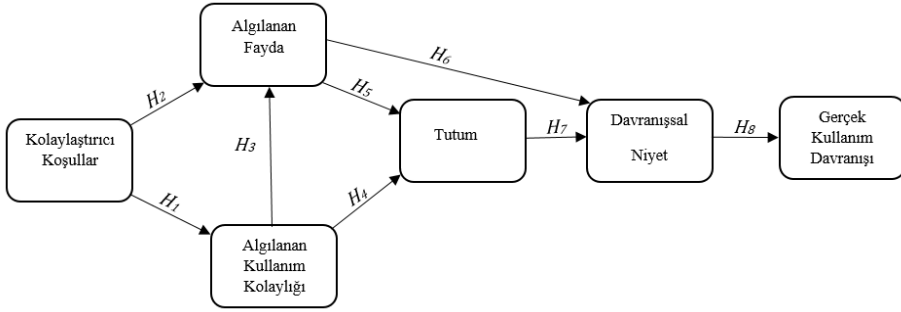 Algılanan
Fayda
H6
H2
H5
Kolaylaştırıcı
Koşullar
H3
Tutum
H7
Davranışsal
Niyet
H8
Gerçek
Kullanım
Davranışı
H1
H4
Algılanan
Kullanım
Kolaylığı